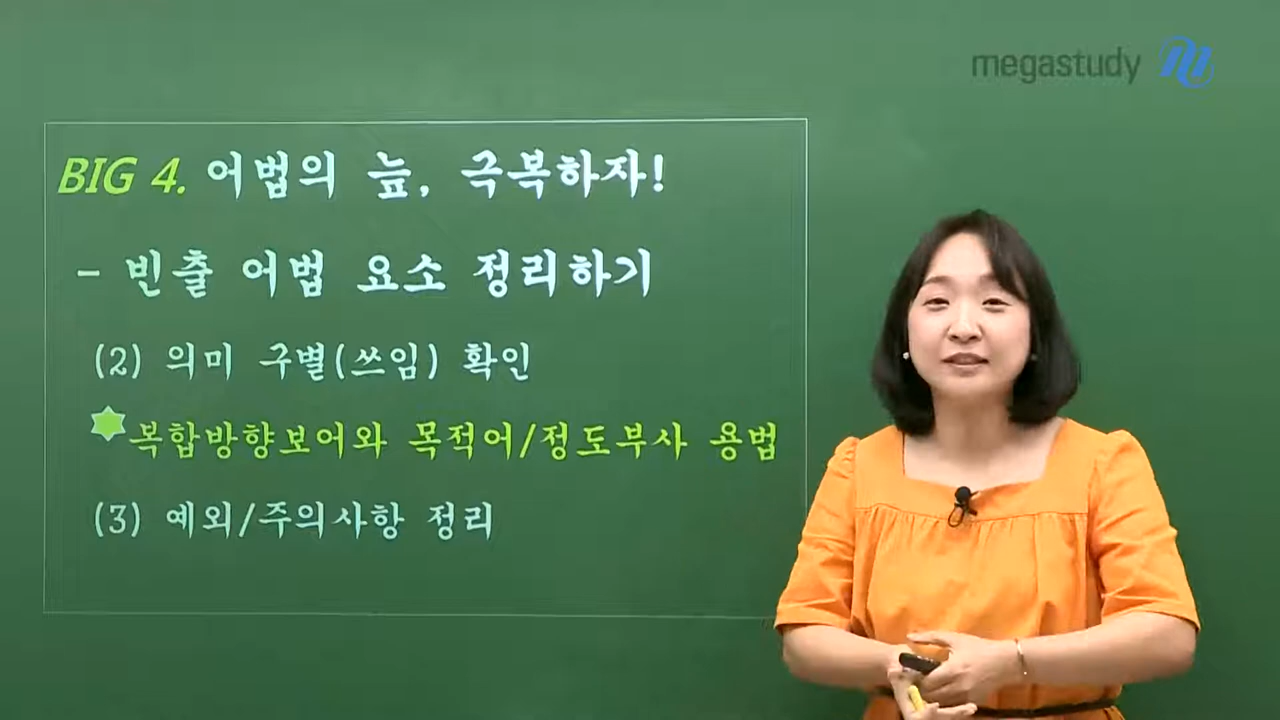 megastudy
BIG 4. 어법의 늪, 극복하자!
- 빈출 어법 요소 정리하기
(2) 의미 구별(쓰임) 확인
복합방향보어와 목적어/정도부사 용법
(3) 예외/주의사항 정리